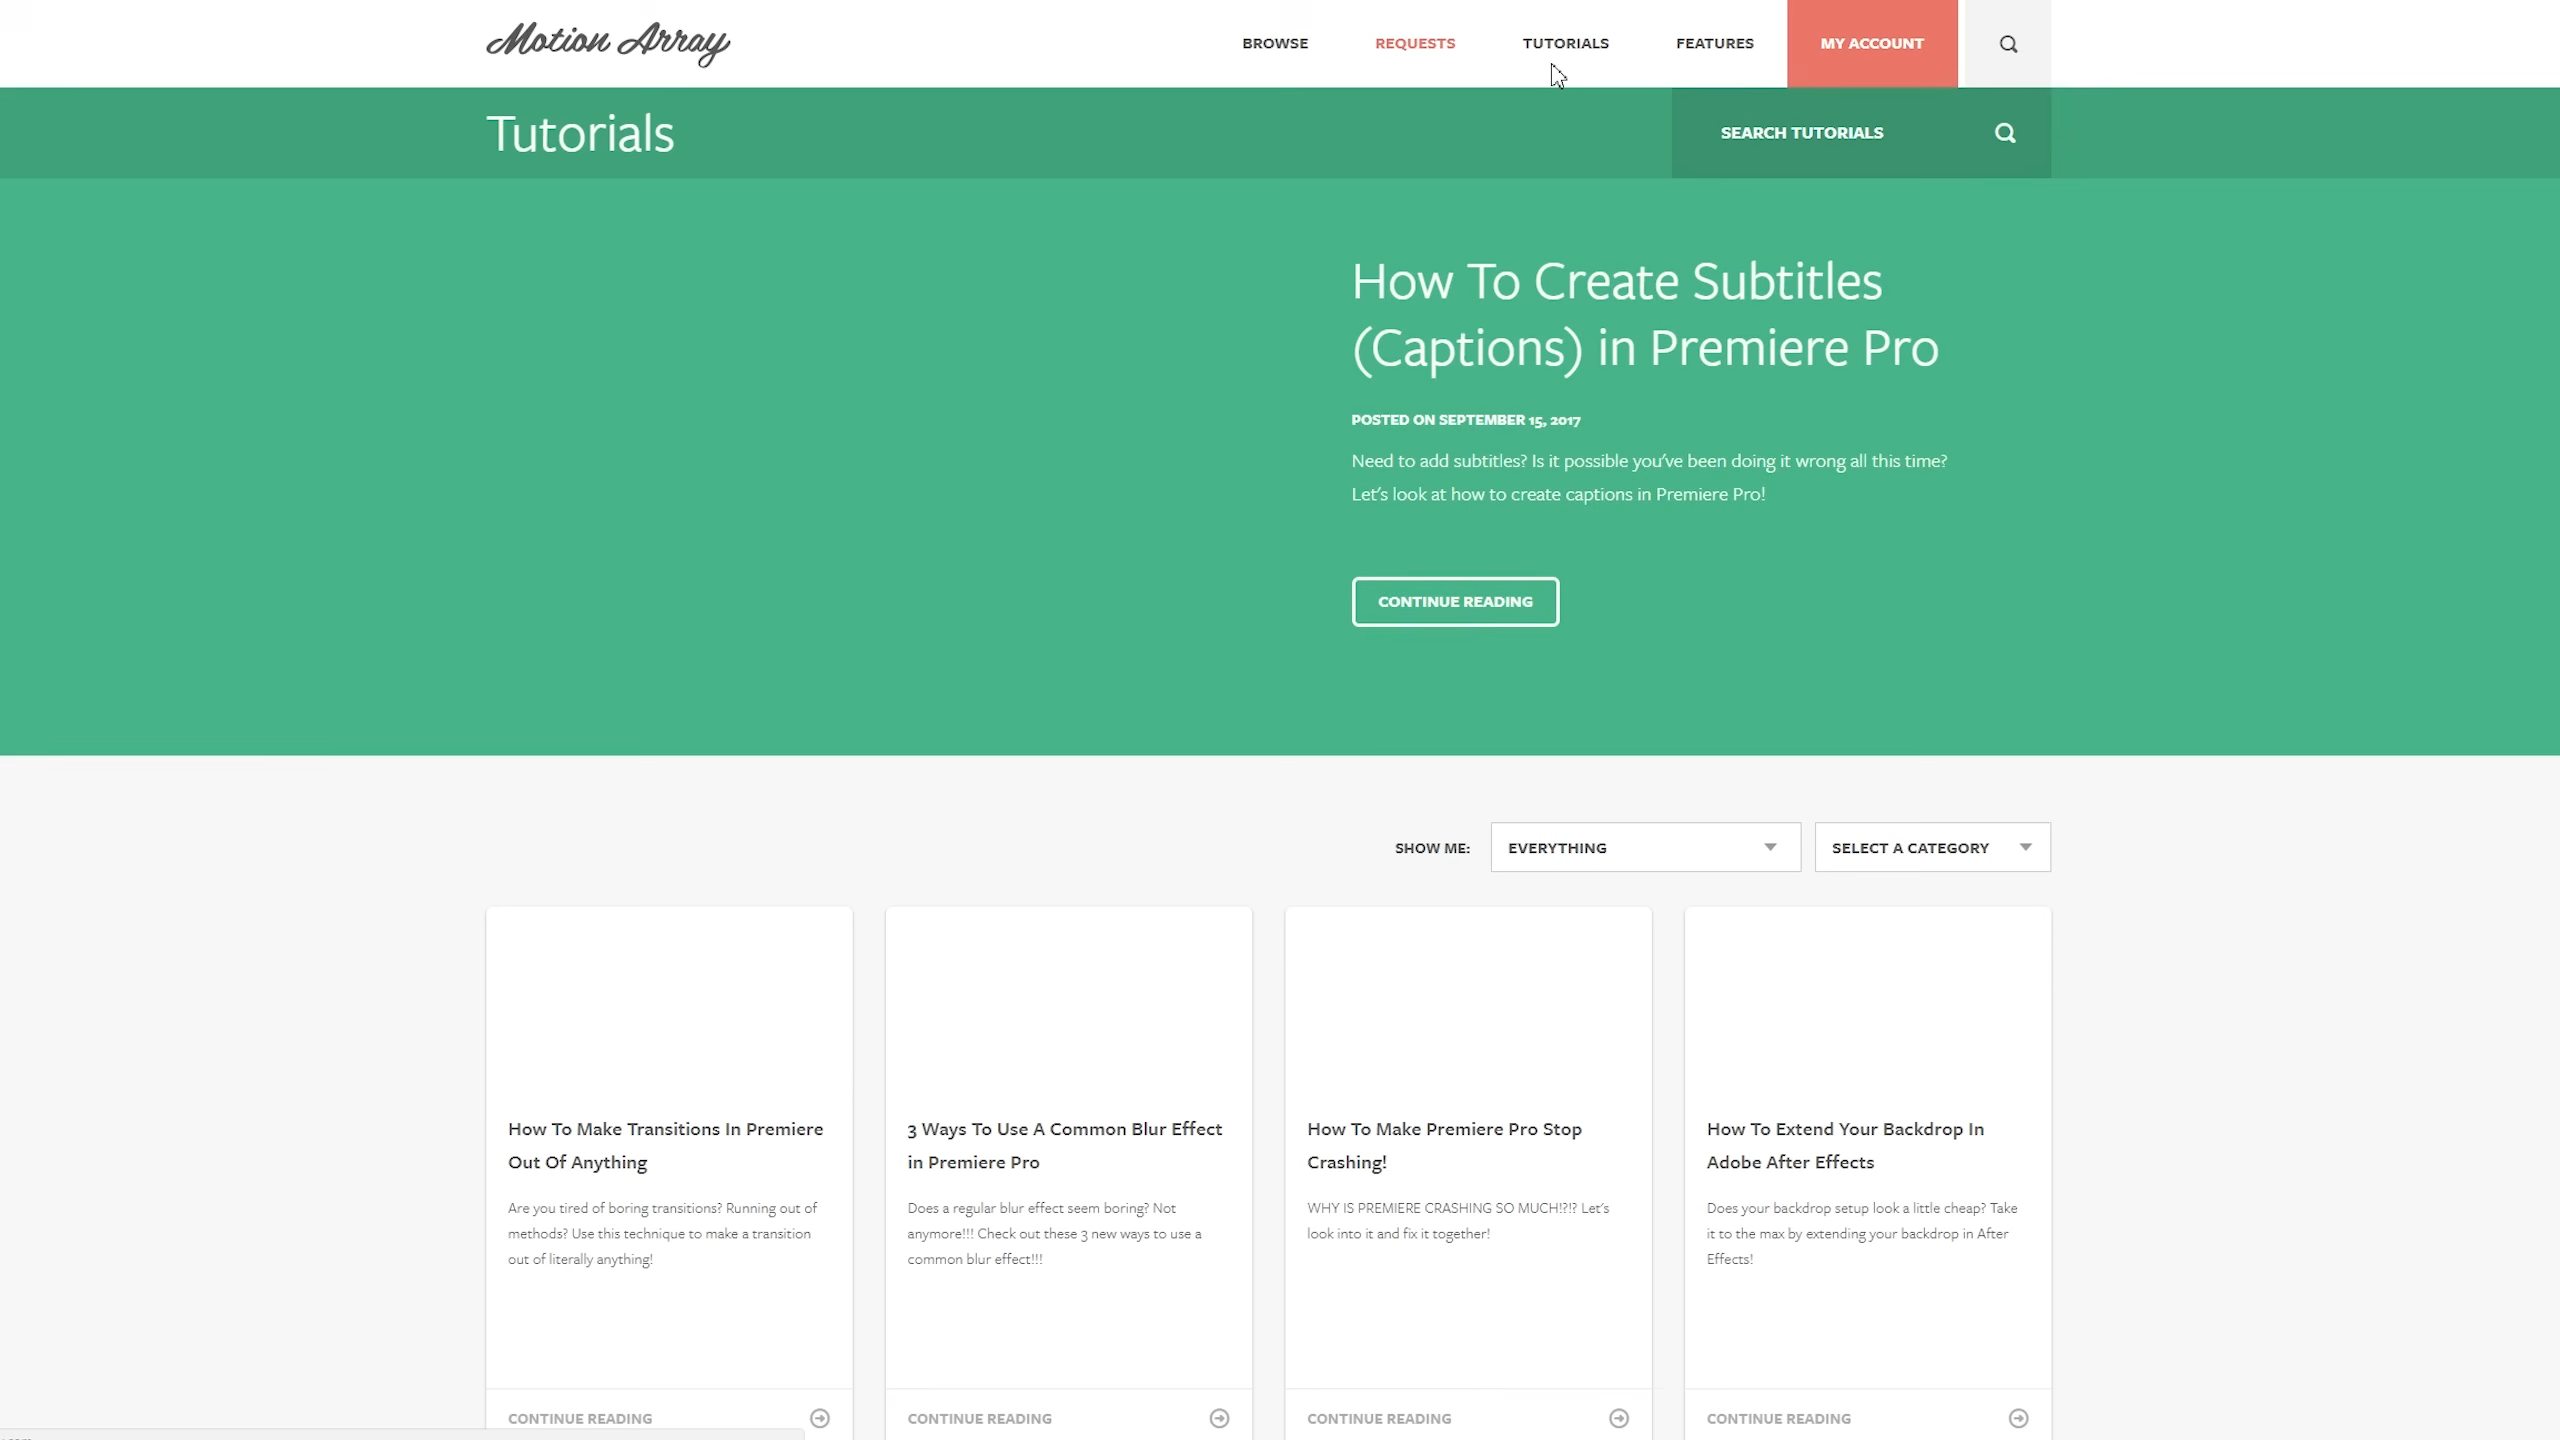 Motion Array
BROWSE
REQUESTS
TUTORIALS
FEATURES
MY ACCOUNT
Tutorials
SEARCH TUTORIALS
How To Create Subtitles
(Captions) in Premiere Pro
POSTED ON SEPTEMBER 15, 2017
Need to add subtitles? Is it possible you've been doing it wrong all this time?
Let's look at how to create captions in Premiere Pro!
CONTINUE READING
SHOW ME:
EVERYTHING
SELECT A CATEGORY
How To Make Transitions In Premiere
Out Of Anything
Are you tired of boring transitions? Running out of
methods? Use this technique to make a transition
out of literally anything!
CONTINUE READING
3 Ways To Use A Common Blur Effect
in Premiere Pro
Does a regular blur effect seem boring? Not
anymore!!! Check out these 3 new ways to use a
common blur effect!!!
CONTINUE READING
How To Make Premiere Pro Stop
Crashing!
WHY IS PREMIERE CRASHING SO MUCH!?!? Let's
look into it and fix it together!
CONTINUE READING
How To Extend Your Backdrop In
Adobe After Effects
Does your backdrop setup look a little cheap? Take
it to the max by extending your backdrop in After
Effects!
CONTINUE READING